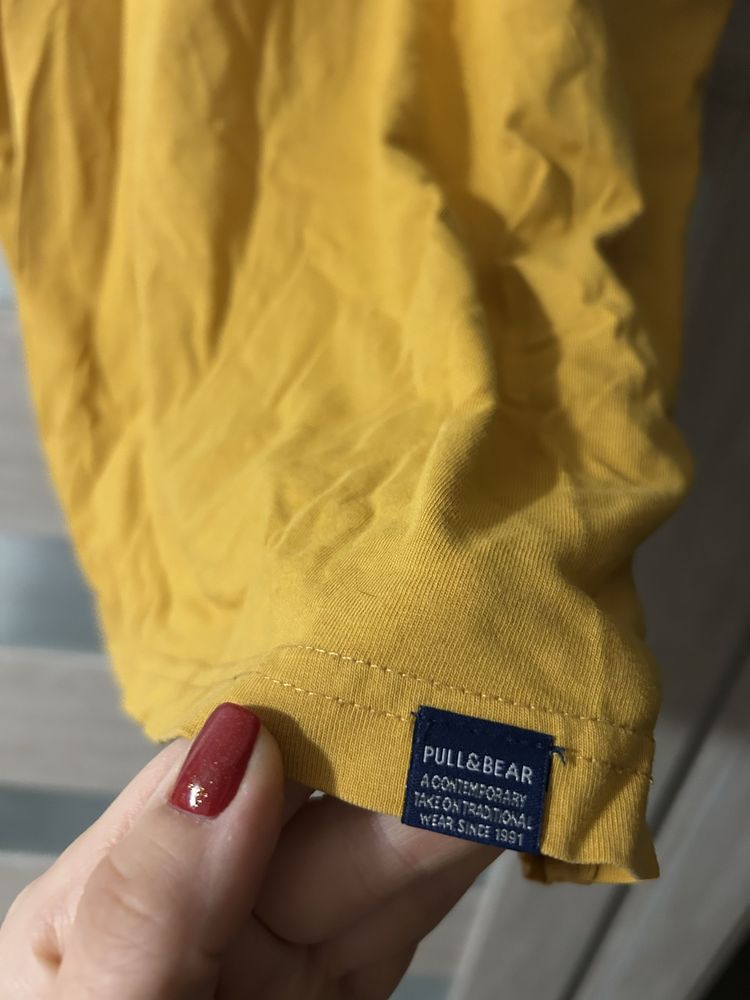 PULL&BEAR
A CONTEMPORARY
TAKE ON TRADITIONAL
WEAR. SINCE 1991